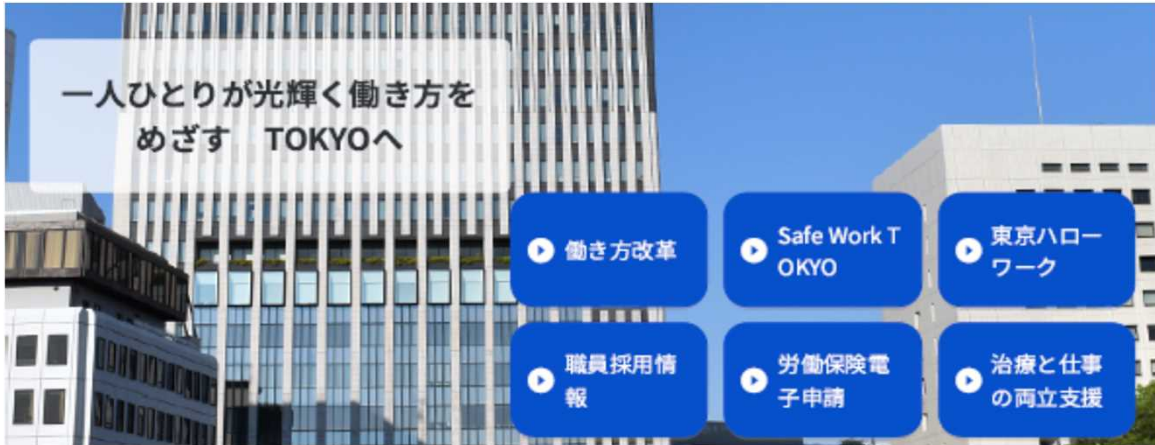 一人ひとりが光輝く働き方を
めざす　TOKYOへ
働き方改革
Safe Work T
OKYO
東京ハロー
ワーク
職員採用情
報
労働保険電
子申請
治療と仕事
の両立支援